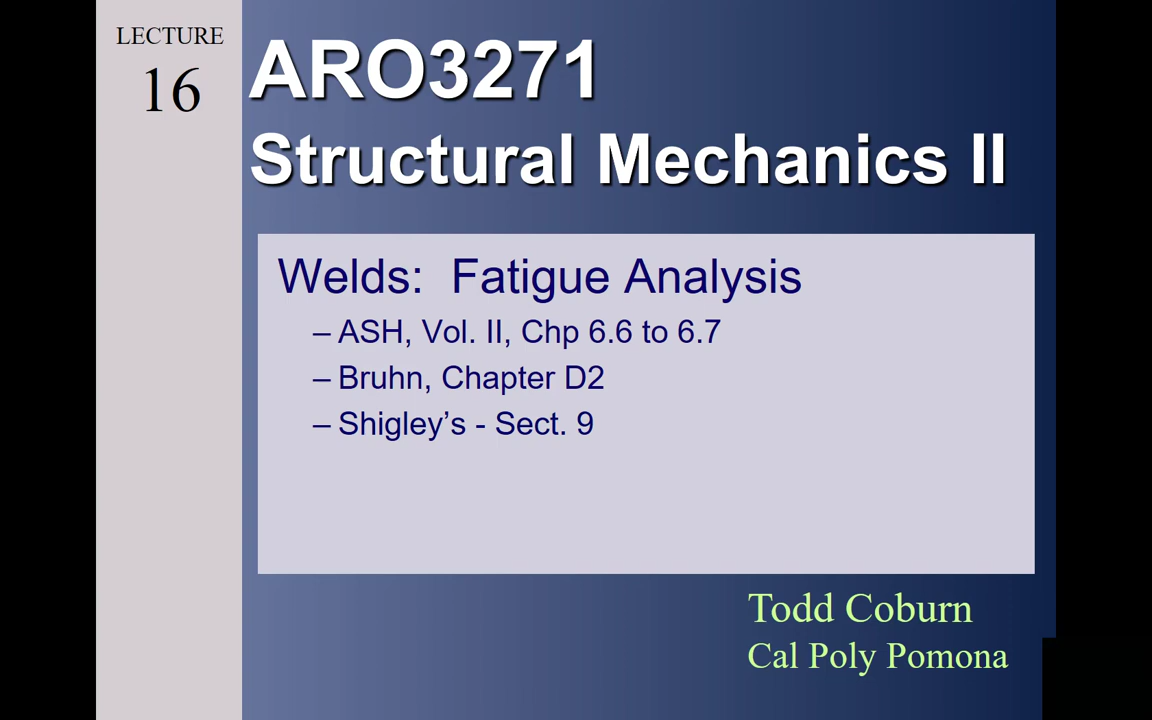 LECTURE
16
ARO3271
Structural Mechanics II
Welds: Fatigue Analysis
– ASH, Vol. II, Chp 6.6 to 6.7
– Bruhn, Chapter D2
– Shigley’s - Sect. 9
Todd Coburn
Cal Poly Pomona